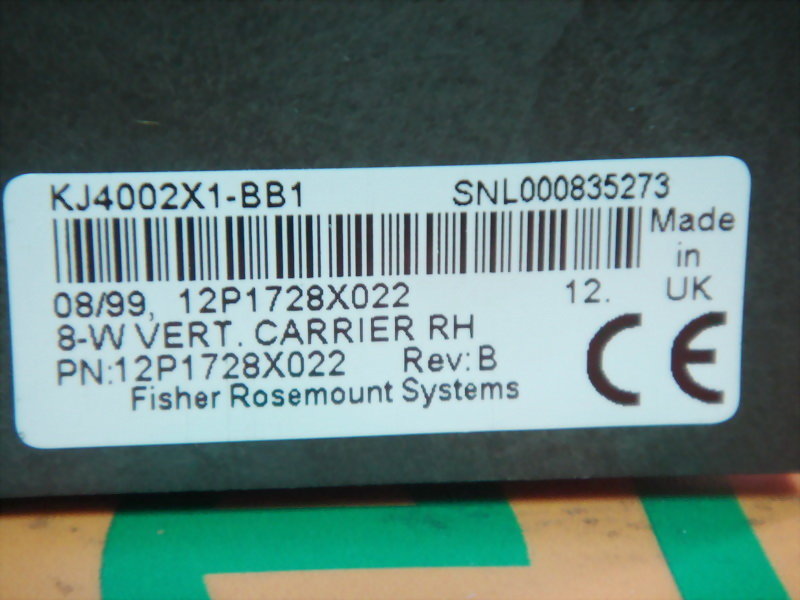 KJ4002X1-BB1 SNL000835273
Made
in
UK
08/99, 12P1728X022 12.
8-W VERT. CARRIER RH
PN:12P1728X022 Rev:B
Fisher Rosemount Systems
CE